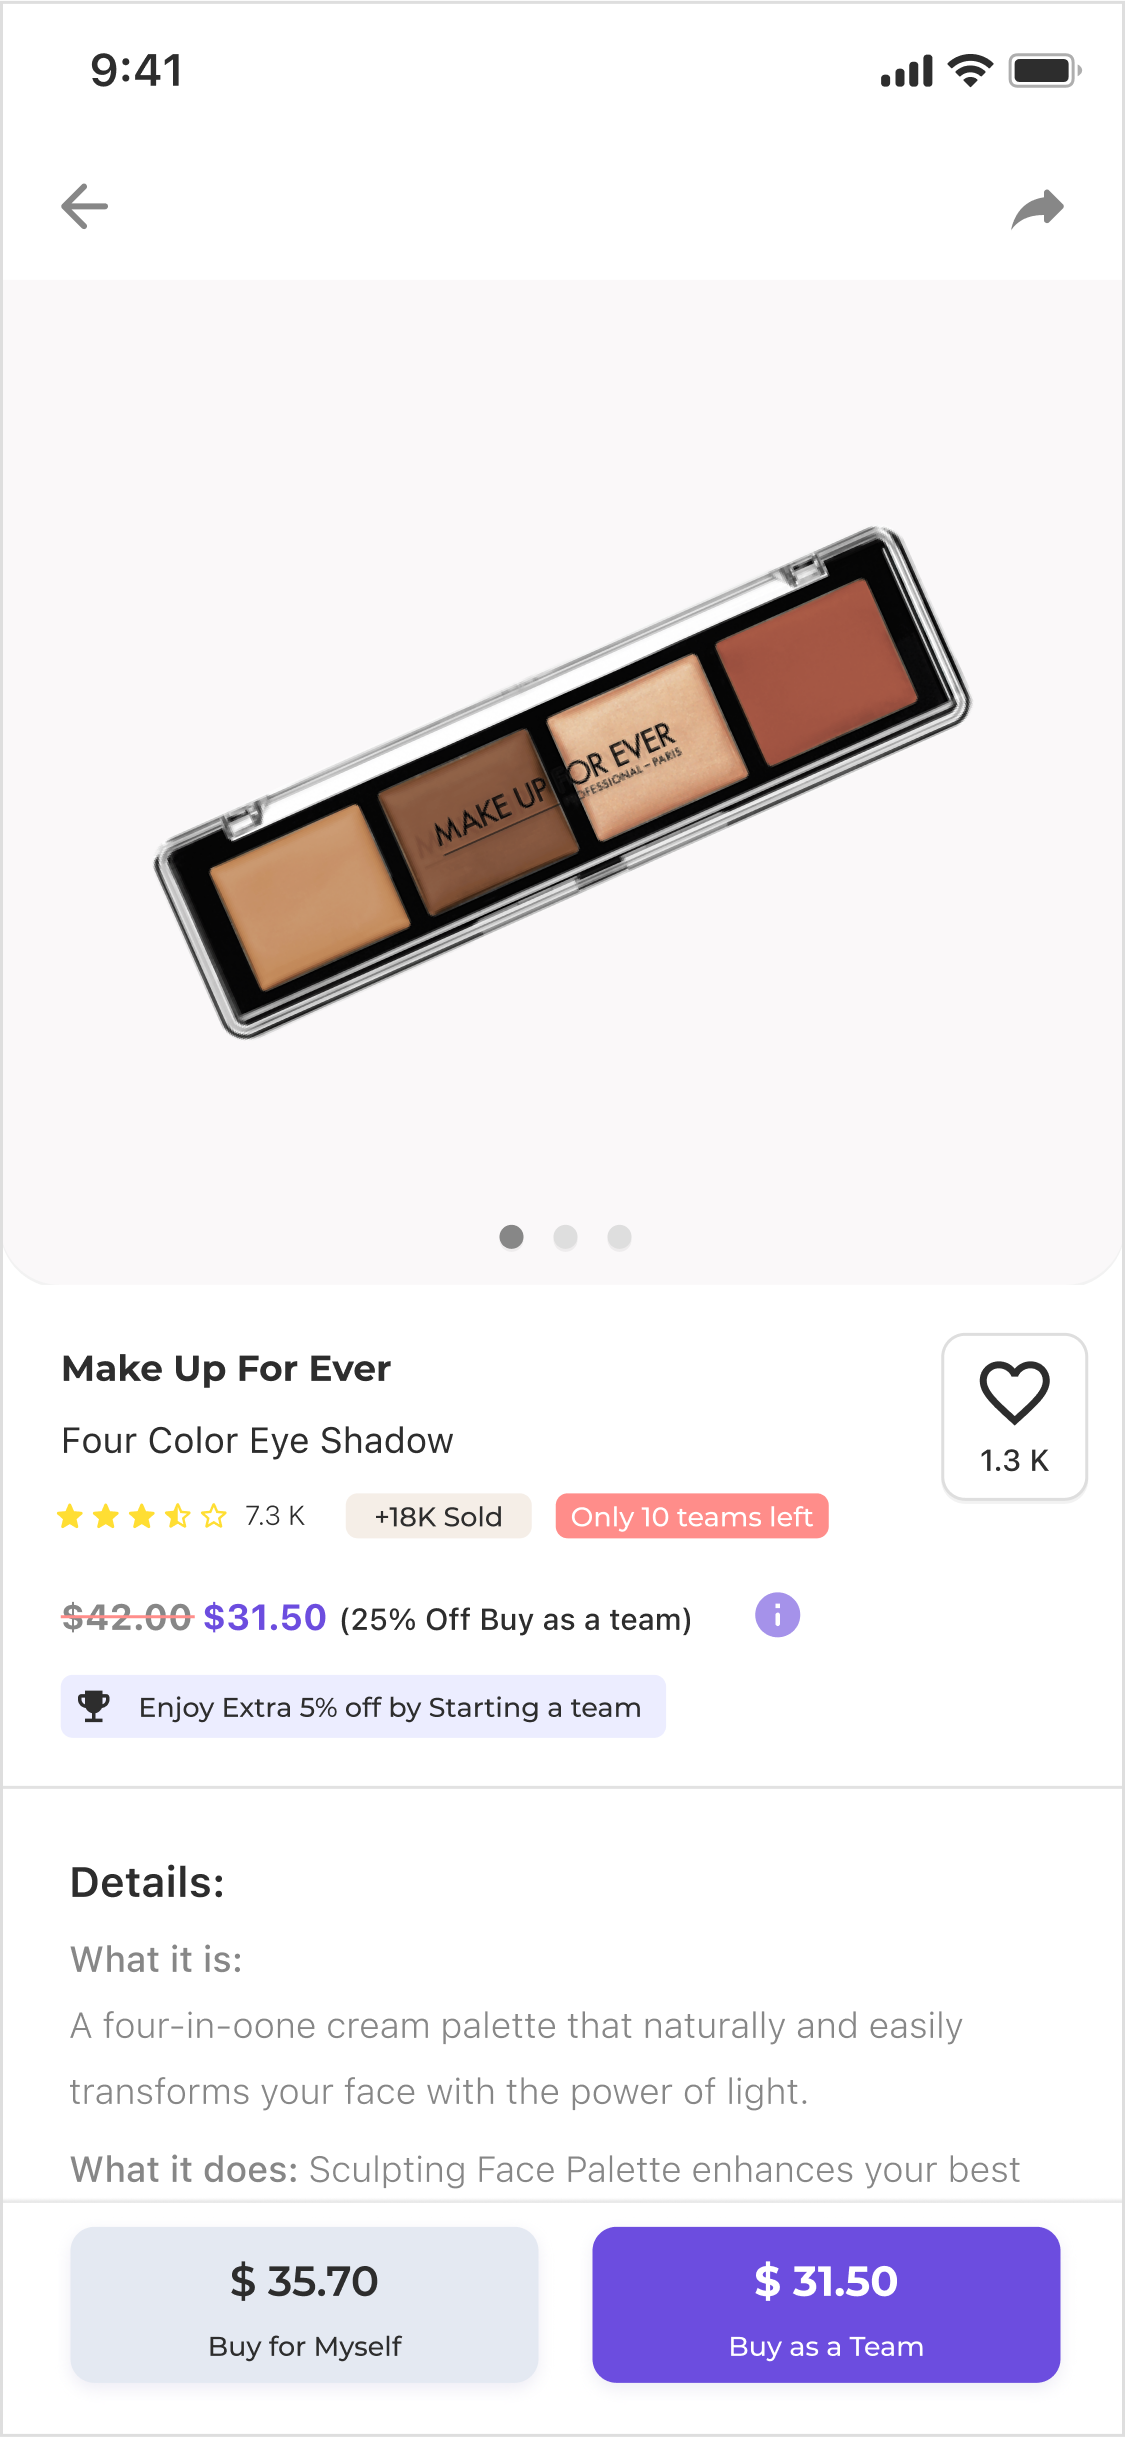 9:41
MAKE UP FOR EVER
PROFESSIONAL – PARIS
Make Up For Ever
Four Color Eye Shadow
1.3 K
7.3 K
+18K Sold
Only 10 teams left
$42.00 $31.50 (25% Off Buy as a team)
Enjoy Extra 5% off by Starting a team
Details:
What it is:
A four-in-oone cream palette that naturally and easily
transforms your face with the power of light.
What it does: Sculpting Face Palette enhances your best
$ 35.70
Buy for Myself
$ 31.50
Buy as a Team